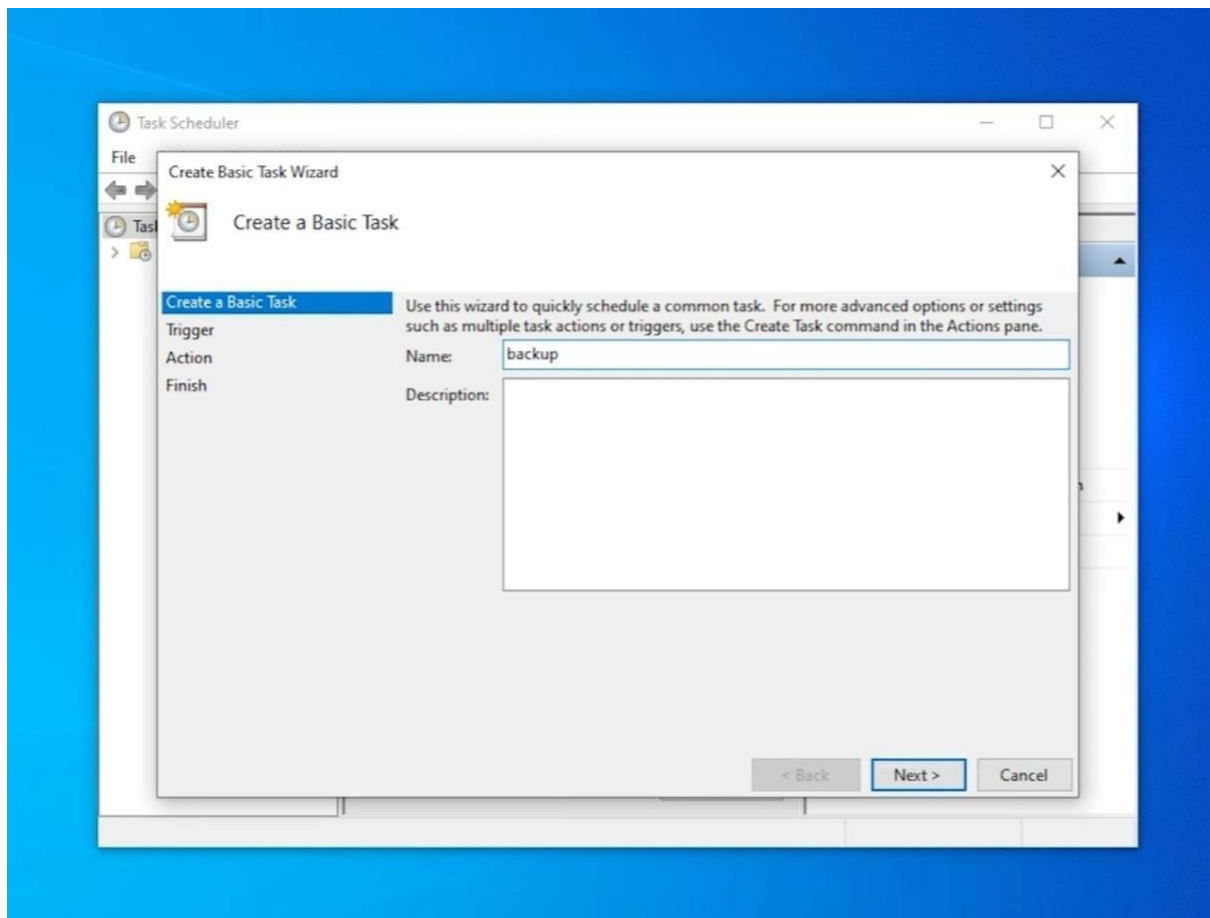 Task Scheduler
File
Create Basic Task Wizard
Create a Basic Task
Create a Basic Task
Trigger
Action
Finish
Use this wizard to quickly schedule a common task. For more advanced options or settings
such as multiple task actions or triggers, use the Create Task command in the Actions pane.
Name: backup
Description:
< Back Next > Cancel